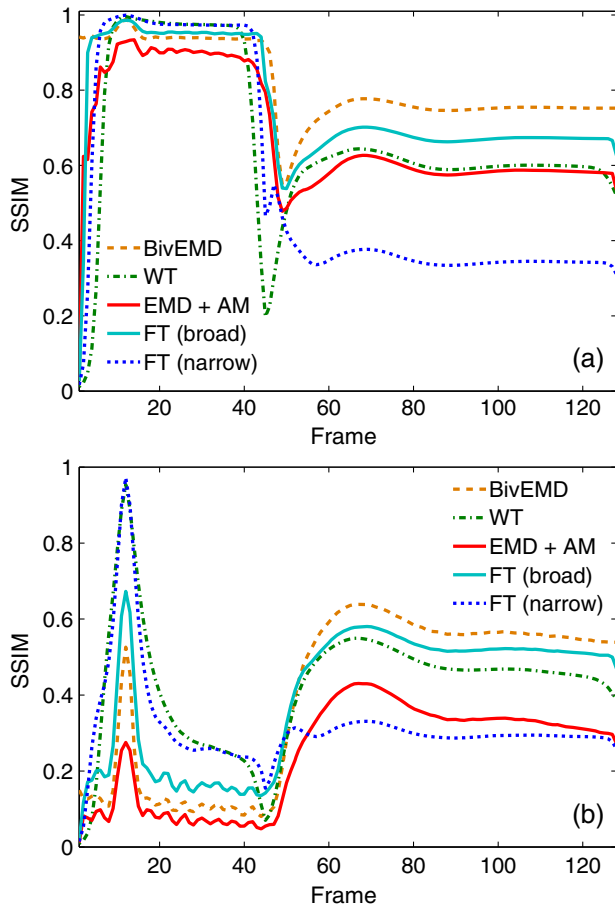 1
0.8
0.6
0.4
0.2
0
SSIM
BivEMD
WT
EMD + AM
FT (broad)
FT (narrow)
(a)
20 40 60 80 100 120
Frame
1
0.8
0.6
0.4
0.2
0
SSIM
BivEMD
WT
EMD + AM
FT (broad)
FT (narrow)
(b)
20 40 60 80 100 120
Frame